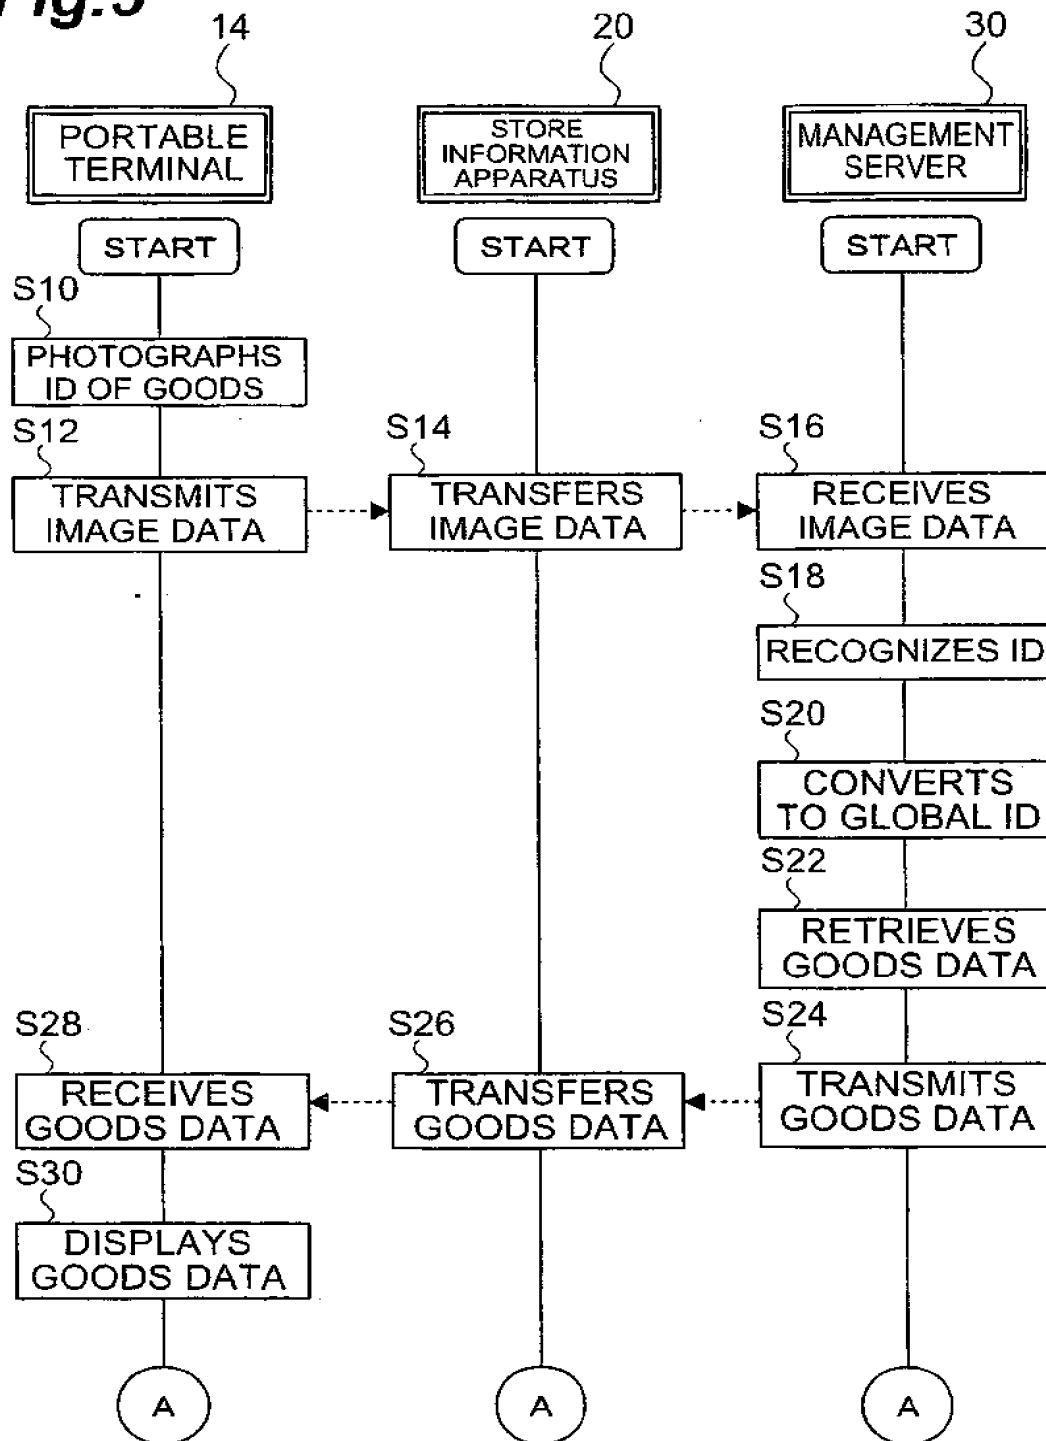 Fig.
14
20
30
PORTABLE
TERMINAL
STORE
INFORMATION
APPARATUS
MANAGEMENT
SERVER
START
START
START
S10
PHOTOGRAPHS
ID OF GOODS
S12
TRANSMITS
IMAGE DATA
S14
TRANSFERS
IMAGE DATA
S16
RECEIVES
IMAGE DATA
S18
RECOGNIZES ID
S20
CONVERTS
TO GLOBAL ID
S22
RETRIEVES
GOODS DATA
S24
TRANSMITS
GOODS DATA
S26
TRANSFERS
GOODS DATA
S28
RECEIVES
GOODS DATA
S30
DISPLAYS
GOODS DATA
A
A
A